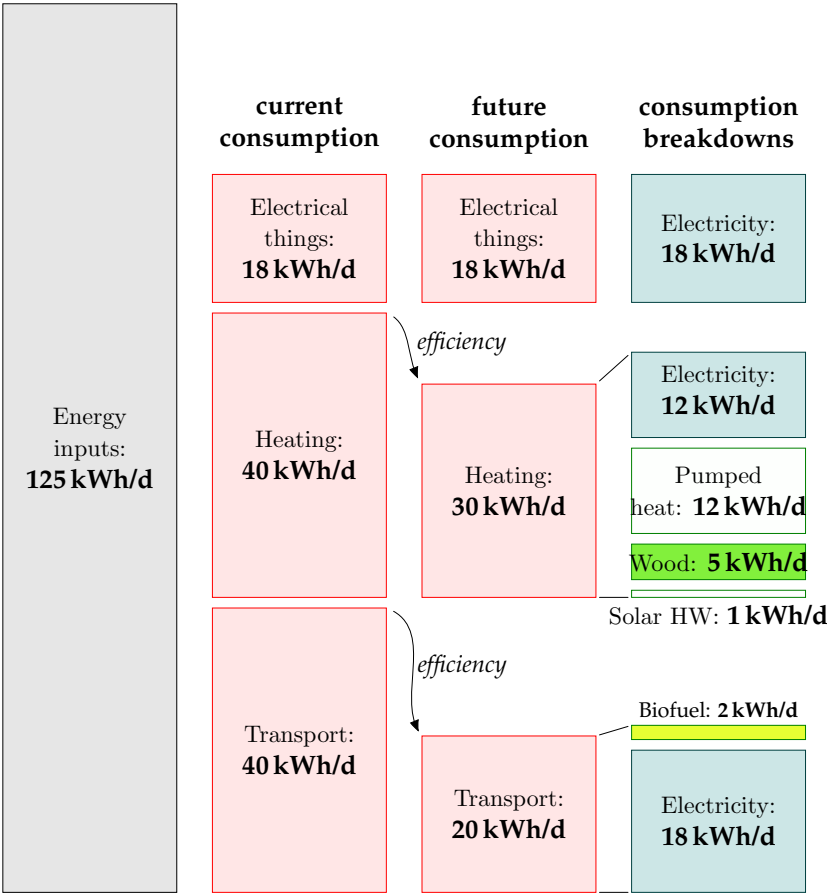 current
consumption
future
consumption
consumption
breakdowns
Energy
inputs:
125 kWh/d
Electrical
things:
18 kWh/d
Electrical
things:
18 kWh/d
Electricity:
18 kWh/d
Heating:
40 kWh/d
efficiency
Heating:
30 kWh/d
Electricity:
12 kWh/d
Pumped
heat: 12 kWh/d
Wood: 5 kWh/d
Solar HW: 1 kWh/d
Transport:
40 kWh/d
efficiency
Transport:
20 kWh/d
Biofuel: 2 kWh/d
Electricity:
18 kWh/d